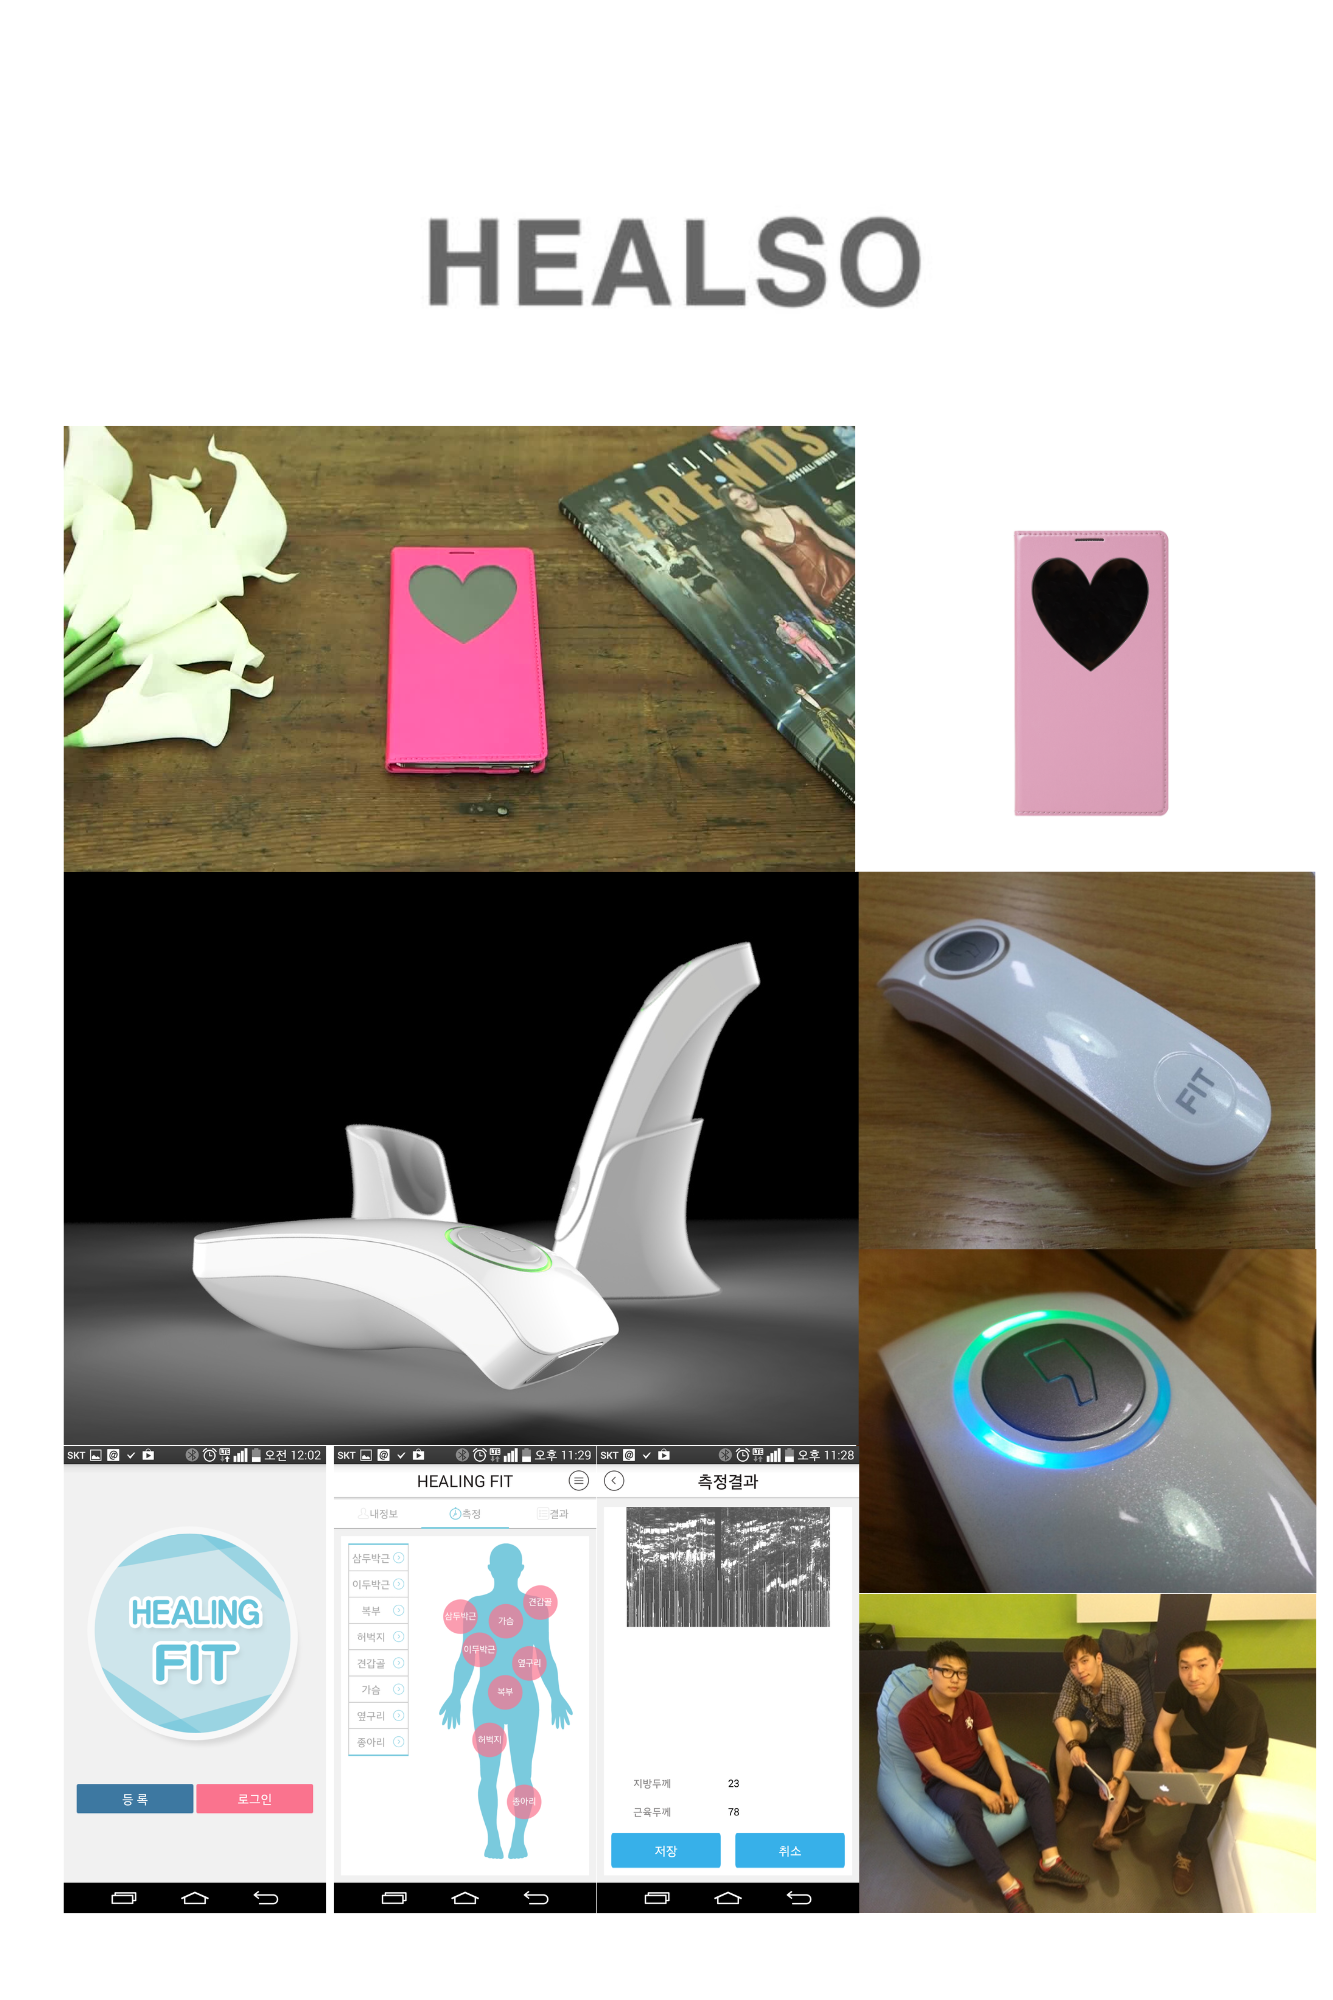 HEALSO
ELLE
TRENDS
2014 FALL/WINTER
FIT
SKT 오전 12:02
HEALING
FIT
등 록 로그인
SKT 오후 11:29
HEALING FIT
내정보 측정 결과
삼두박근
이두박근
복부
허벅지
견갑골
가슴
옆구리
종아리
견갑골
삼두박근
가슴
이두박근
옆구리
복부
허벅지
종아리
SKT 오후 11:28
측정결과
지방두께 23
근육두께 78
저장 취소